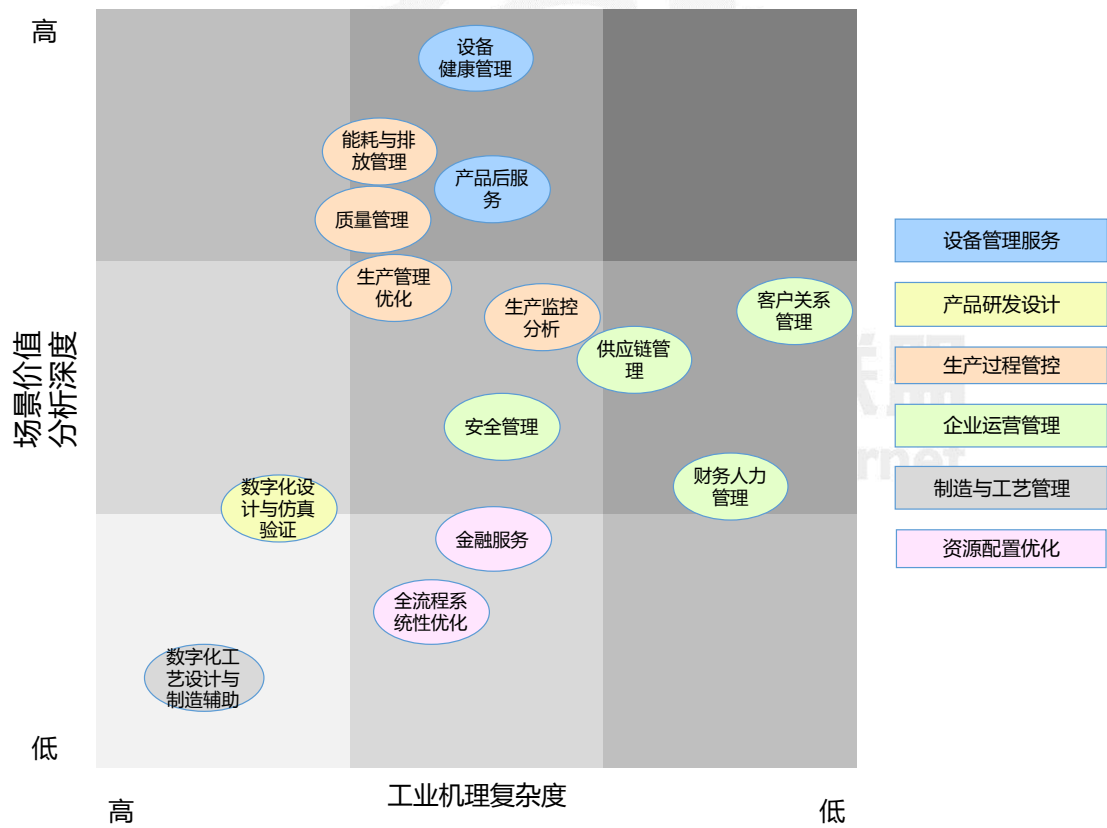 高
设备
健康管理
能耗与排
放管理
产品后服
务
质量管理
生产管理
优化
生产监控
分析
客户关系
管理
供应链管
理
安全管理
财务人力
管理
数字化设
计与仿真
验证
金融服务
全流程系
统性优化
数字化工
艺设计与
制造辅助
场景价值
分析深度
低
高
工业机理复杂度
低
设备管理服务
产品研发设计
生产过程管控
企业运营管理
制造与工艺管理
资源配置优化
联盟
rnet